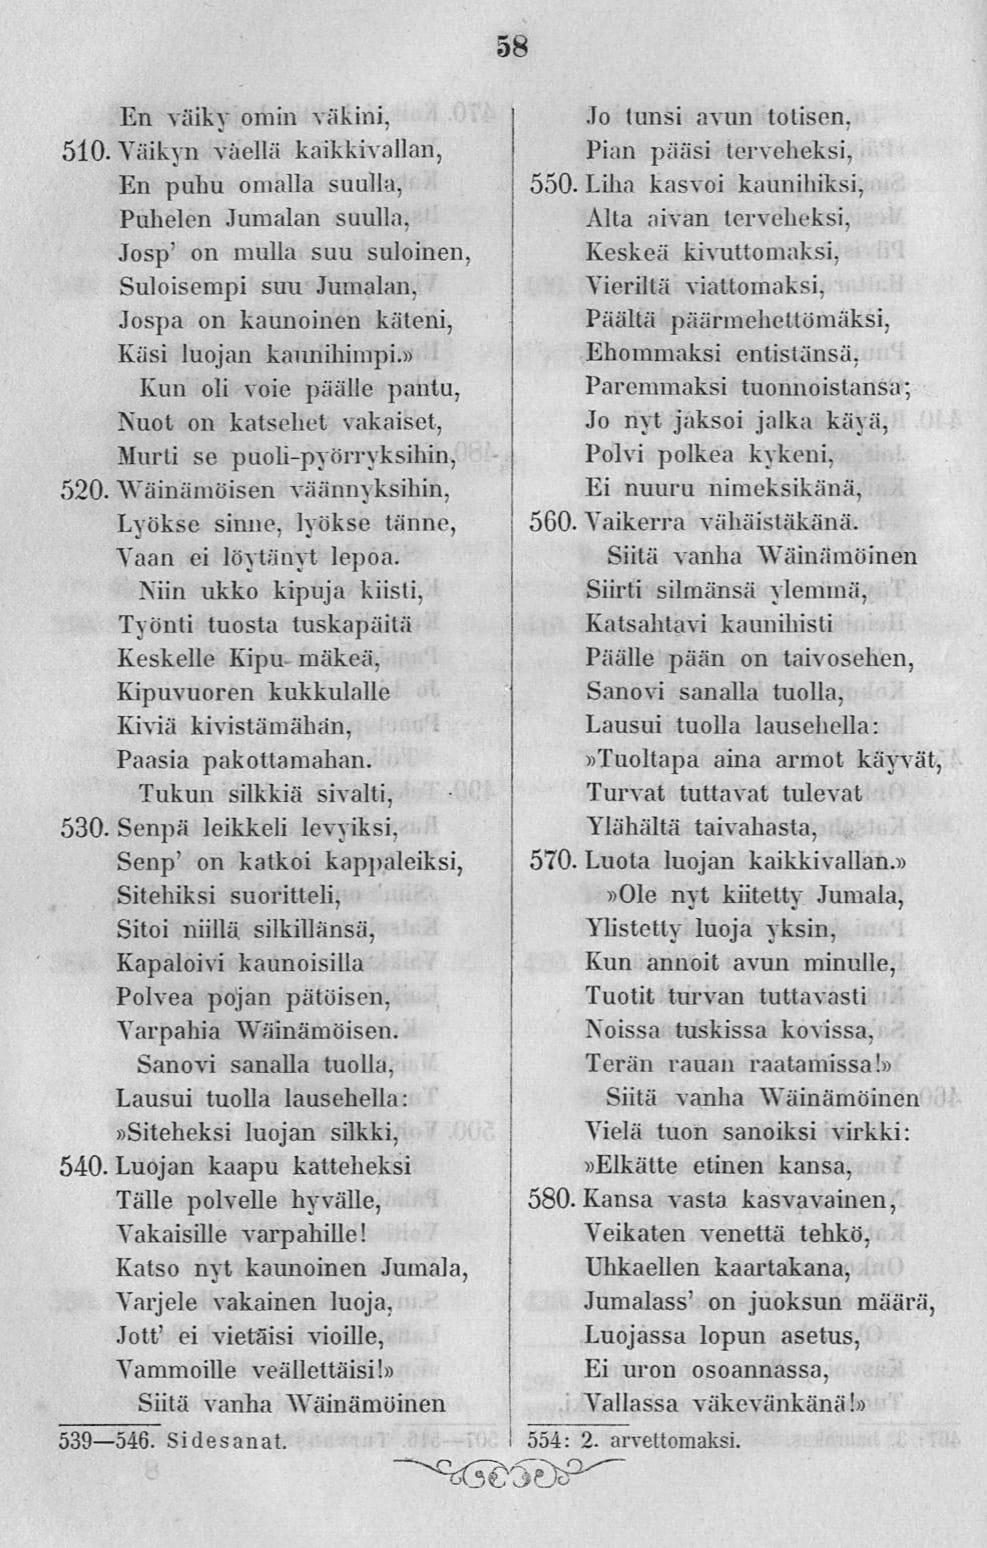 58
En väiky omin väkini,
510. Väikyn väellä kaikkivallan,
En puhu omalla suulla,
Puhelen Jumalan suulla,
Josp' on mulla suu suloinen,
Suloisempi suu Jumalan,
Jospa on kaunoinen käteni,
Käsi luojan kaunihimpi.»
Kun oli voie päälle pantu,
Nuot on katsehet vakaiset,
Murti se puoli-pyörryksihin,
520. Wäinämöisen väännyksihin,
Lyökse sinne, lyökse tänne,
Vaan ei löytänyt lepoa.
Niin ukko kipuja kiisti,
Työnti tuosta tuskapäitä
Keskelle Kipu-mäkeä,
Kipuvuoren kukkulalle
Kiviä kivistämähän,
Paasia pakottamahan.
Tukun silkkiä sivalti,
530. Senpä leikkeli levyiksi,
Senp' on katkoi kappaleiksi,
Sitehiksi suoritteli,
Sitoi niillä silkillänsä,
Kapaloivi kaunoisilla
Polvea pojan pätöisen,
Varpahia Wäinämöisen.
Sanovi sanalla tuolla,
Lausui tuolla lausehella:
»Siteheksi luojan silkki,
540. Luojan kaapu katteheksi
Tälle polvelle hyvälle,
Vakaisille varpahille!
Katso nyt kaunoinen Jumala,
Varjele vakainen luoja,
Jott' ei vietäisi vioille,
Vammoille veällettäisi!»
Siitä vanha Wäinämöinen
539—546. Sidesanat.
Jo tunsi avun totisen,
Pian pääsi terveheksi,
550. Liha kasvoi kaunihiksi,
Alta aivan terveheksi,
Keskeä kivuttomaksi,
Vieriltä viattomaksi,
Päältä päärmehettömäksi,
Ehommaksi entistänsä,
Paremmaksi tuonnoistansa;
Jo nyt jaksoi jalka käyä,
Polvi polkea kykeni,
Ei nuuru nimeksikänä,
560. Vaikerra vähäistäkänä.
Siitä vanha Wäinämöinen
Siirti silmänsä ylemmä,
Katsahtavi kaunihisti
Päälle pään on taivosehen,
Sanovi sanalla tuolla,
Lausui tuolla lausehella:
»Tuoltapa aina armot käyvät,
Turvat tuttavat tulevat
Ylähältä taivahasta,
570. Luota luojan kaikkivallan.»
»Ole nyt kiitetty Jumala,
Ylistetty luoja yksin,
Kun annoit avun minulle,
Tuotit turvan tuttavasti
Noissa tuskissa kovissa,
Terän rauan raatamissa!»
Siitä vanha Wäinämöinen
Vielä tuon sanoiksi virkki:
»Elkätte etinen kansa,
580. Kansa vasta kasvavainen,
Veikaten venettä tehkö,
Uhkaellen kaartakana,
Jumalass' on juoksun määrä,
Luojassa lopun asetus,
Ei uron osoannassa,
Vallassa väkevänkänä!»
554: 2. arvettomaksi.